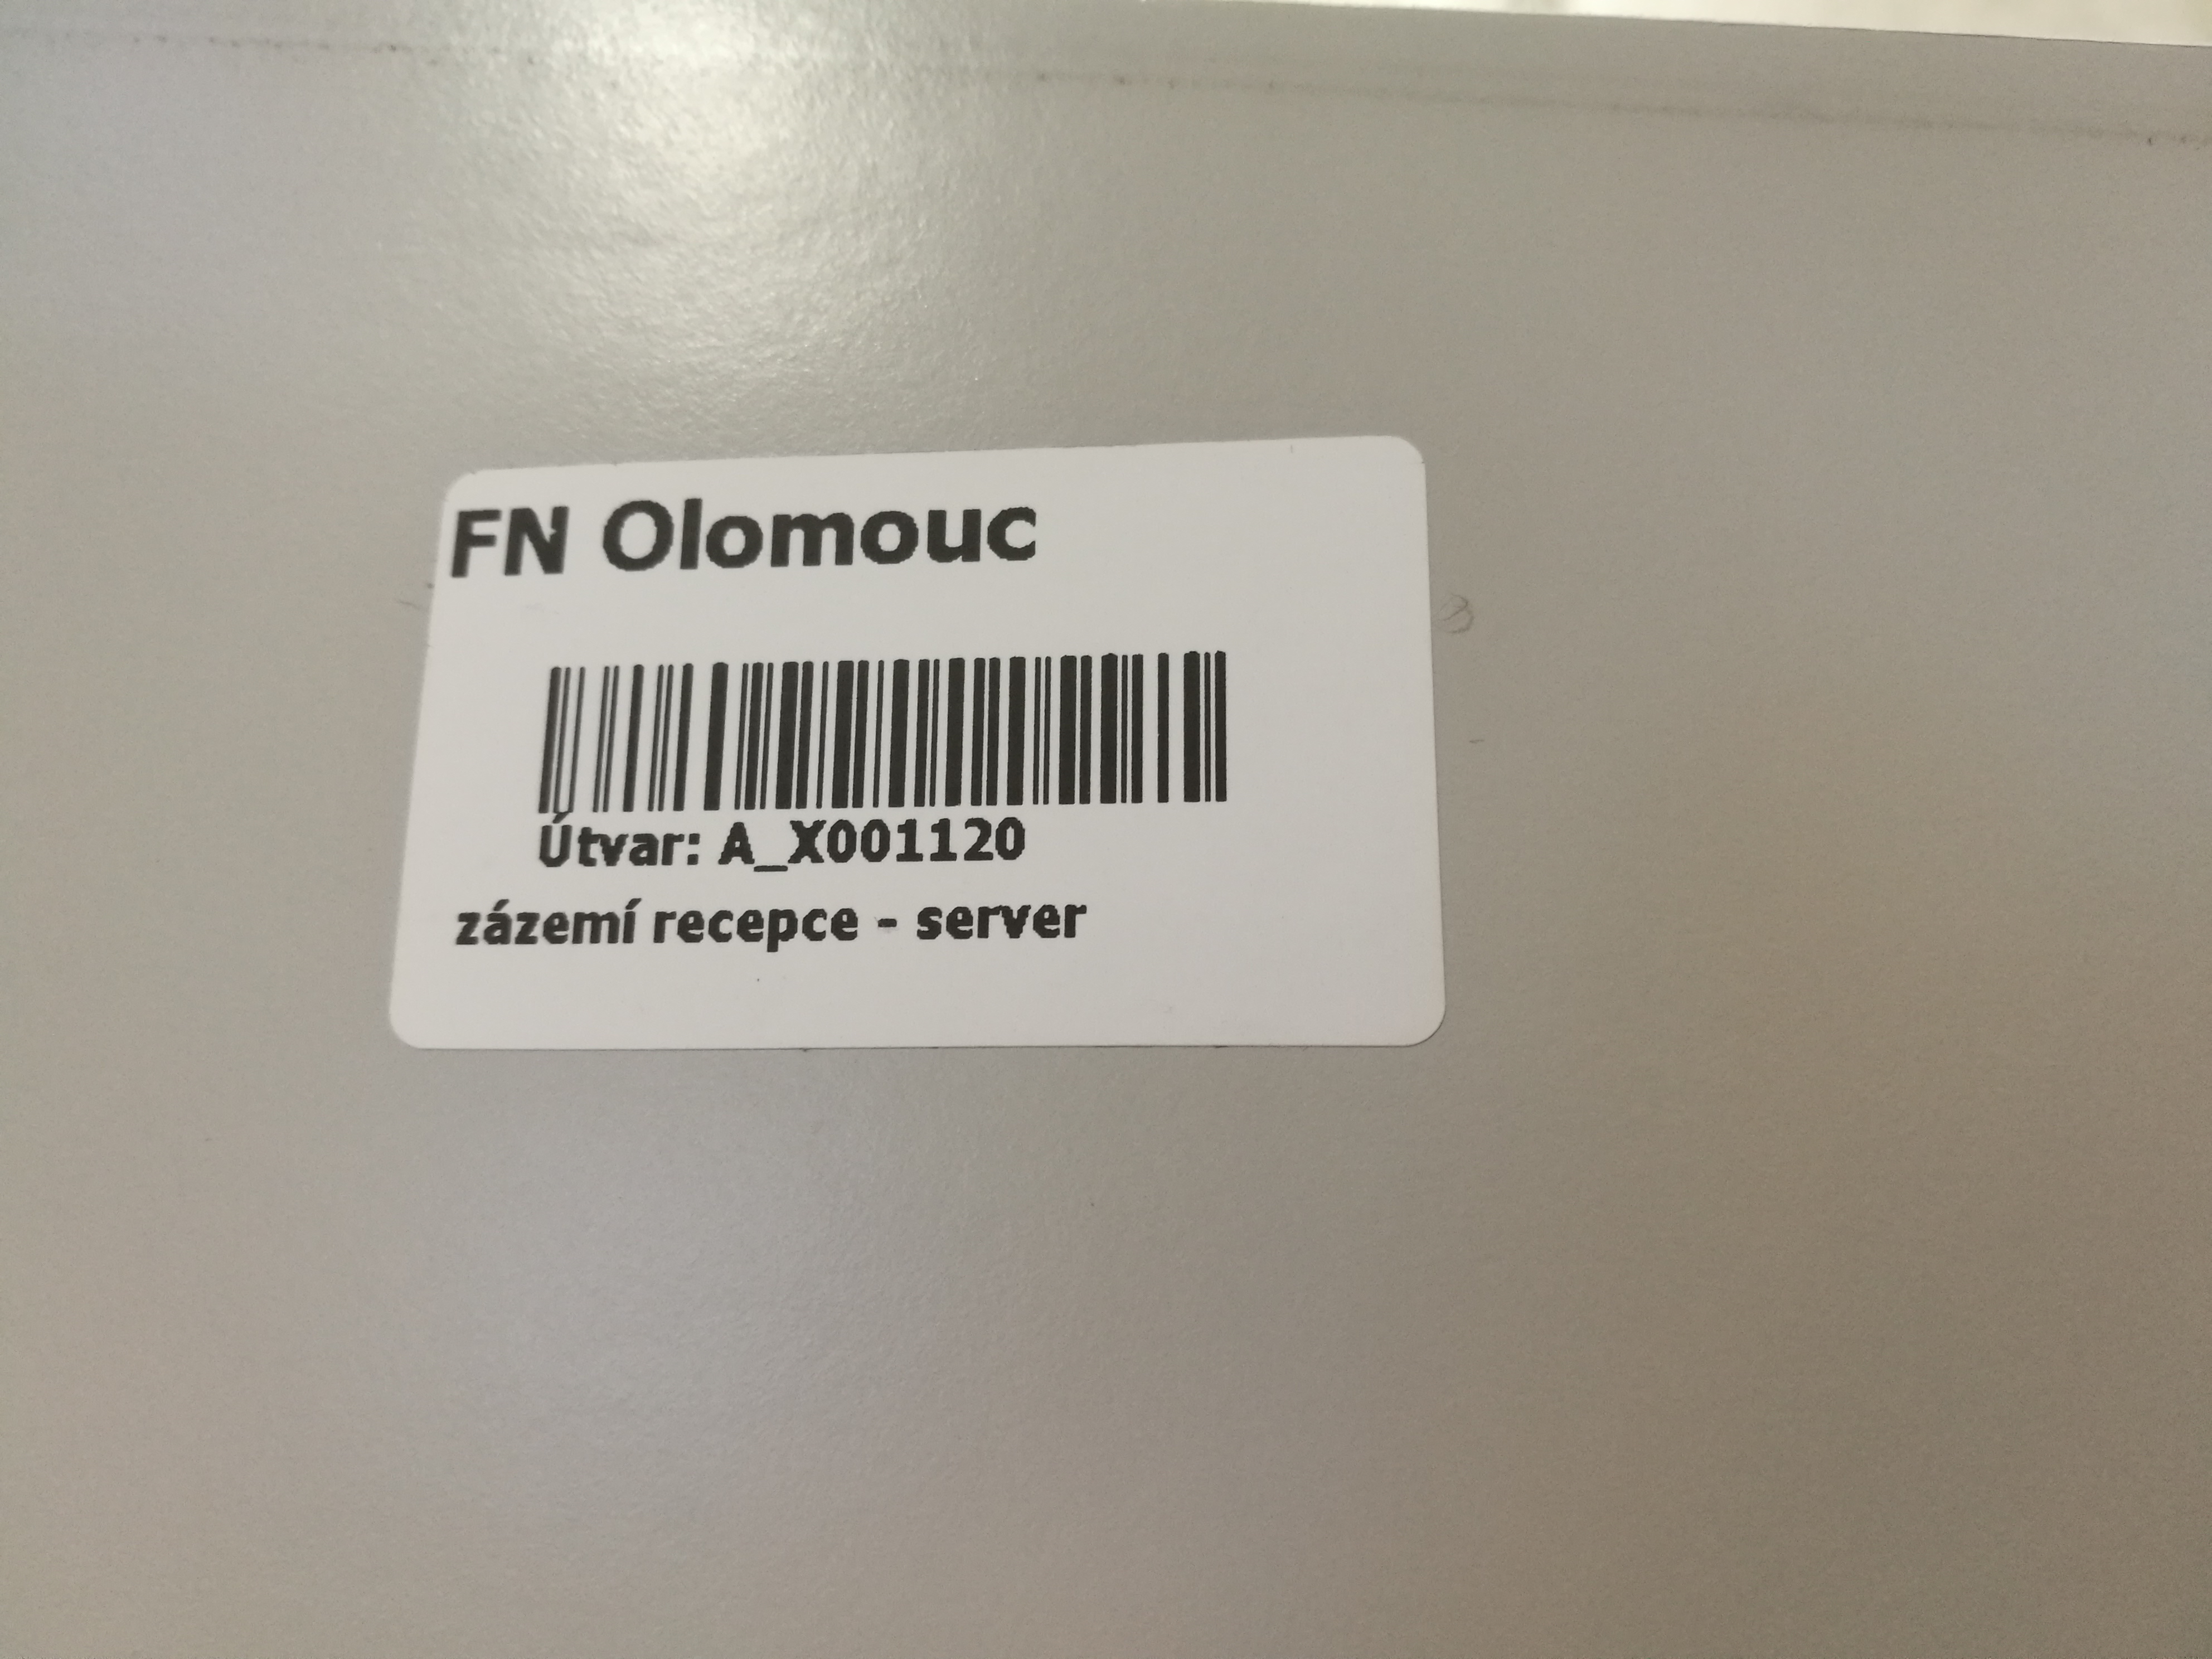 FN Olomouc
Útvar: A_X001120
zázemí recepce - server